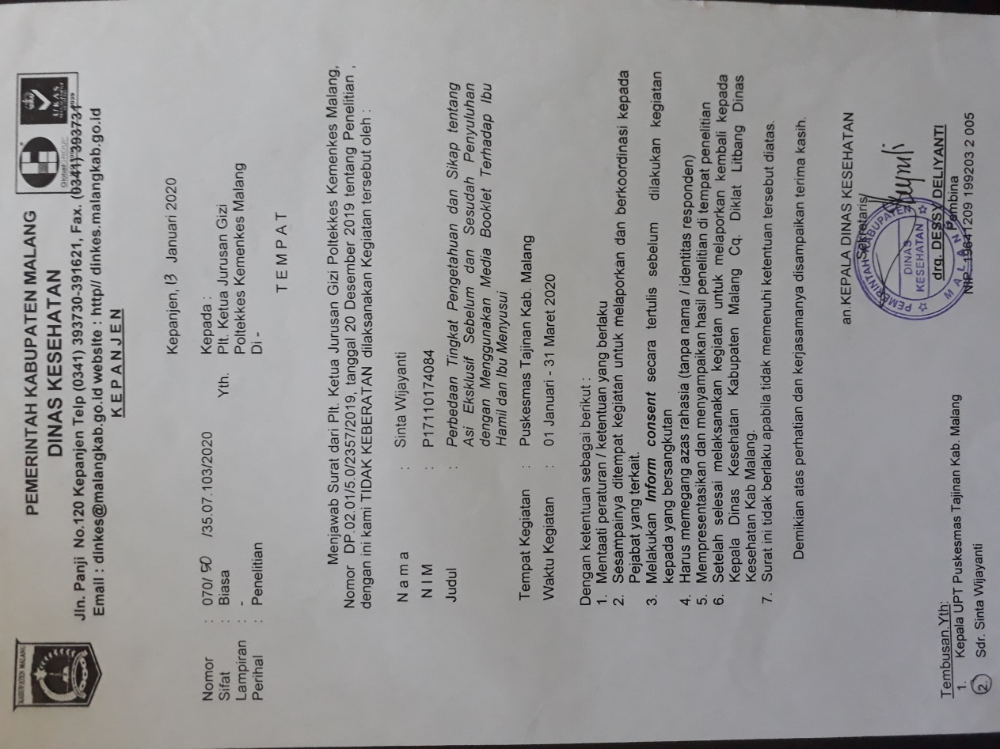 KABUPATEN MALANG
PEMERINTAH KABUPATEN MALANG
DINAS KESEHATAN
Jln. Panji No.120 Kepanjen Telp (0341) 393730-391621, Fax. (0341) 393731
Email : dinkes@malangkab.go.id website : http// dinkes.malangkab.go.id
K E P A N J E N
Global
UKAS
Kepanjen, 13 Januari 2020
Nomor : 070/ 50 /35.07.103/2020
Sifat : Biasa
Lampiran : -
Perihal : Penelitian
Kepada :
Yth. Plt. Ketua Jurusan Gizi
Poltekkes Kemenkes Malang
Di -
T E M P A T
Menjawab Surat dari Plt. Ketua Jurusan Gizi Poltekkes Kemenkes Malang,
Nomor DP.02.01/5.0/2357/2019, tanggal 20 Desember 2019 tentang Penelitian ,
dengan ini kami TIDAK KEBERATAN dilaksanakan Kegiatan tersebut oleh :
N a m a : Sinta Wijayanti
N I M : P17110174084
Judul : Perbedaan Tingkat Pengetahuan dan Sikap tentang
Asi Eksklusif Sebelum dan Sesudah Penyuluhan
dengan Menggunakan Media Booklet Terhadap Ibu
Hamil dan Ibu Menyusui
Tempat Kegiatan : Puskesmas Tajinan Kab. Malang
Waktu Kegiatan : 01 Januari - 31 Maret 2020
Dengan ketentuan sebagai berikut :
1. Mentaati peraturan / ketentuan yang berlaku
2. Sesampainya ditempat kegiatan untuk melaporkan dan berkoordinasi kepada
Pejabat yang terkait.
3. Melakukan Inform consent secara tertulis sebelum dilakukan kegiatan
kepada yang bersangkutan
4. Harus memegang azas rahasia (tanpa nama / identitas responden)
5. Mempresentasikan dan menyampaikan hasil penelitian di tempat penelitian
6. Setelah selesai melaksanakan kegiatan untuk melaporkan kembali kepada
Kepala Dinas Kesehatan Kabupaten Malang Cq. Diklat Litbang Dinas
Kesehatan Kab Malang.
7. Surat ini tidak berlaku apabila tidak memenuhi ketentuan tersebut diatas.
Demikian atas perhatian dan kerjasamanya disampaikan terima kasih.
an.KEPALA DINAS KESEHATAN
Sekretaris
PEMERINTAH KABUPATEN
DINAS
KESEHATAN
MALANG
drg. DESSY DELIYANTI
Pembina
NIP. 19641209 199203 2 005
Tembusan.Yth:
1. Kepala UPT Puskesmas Tajinan Kab. Malang
2. Sdr. Sinta Wijayanti